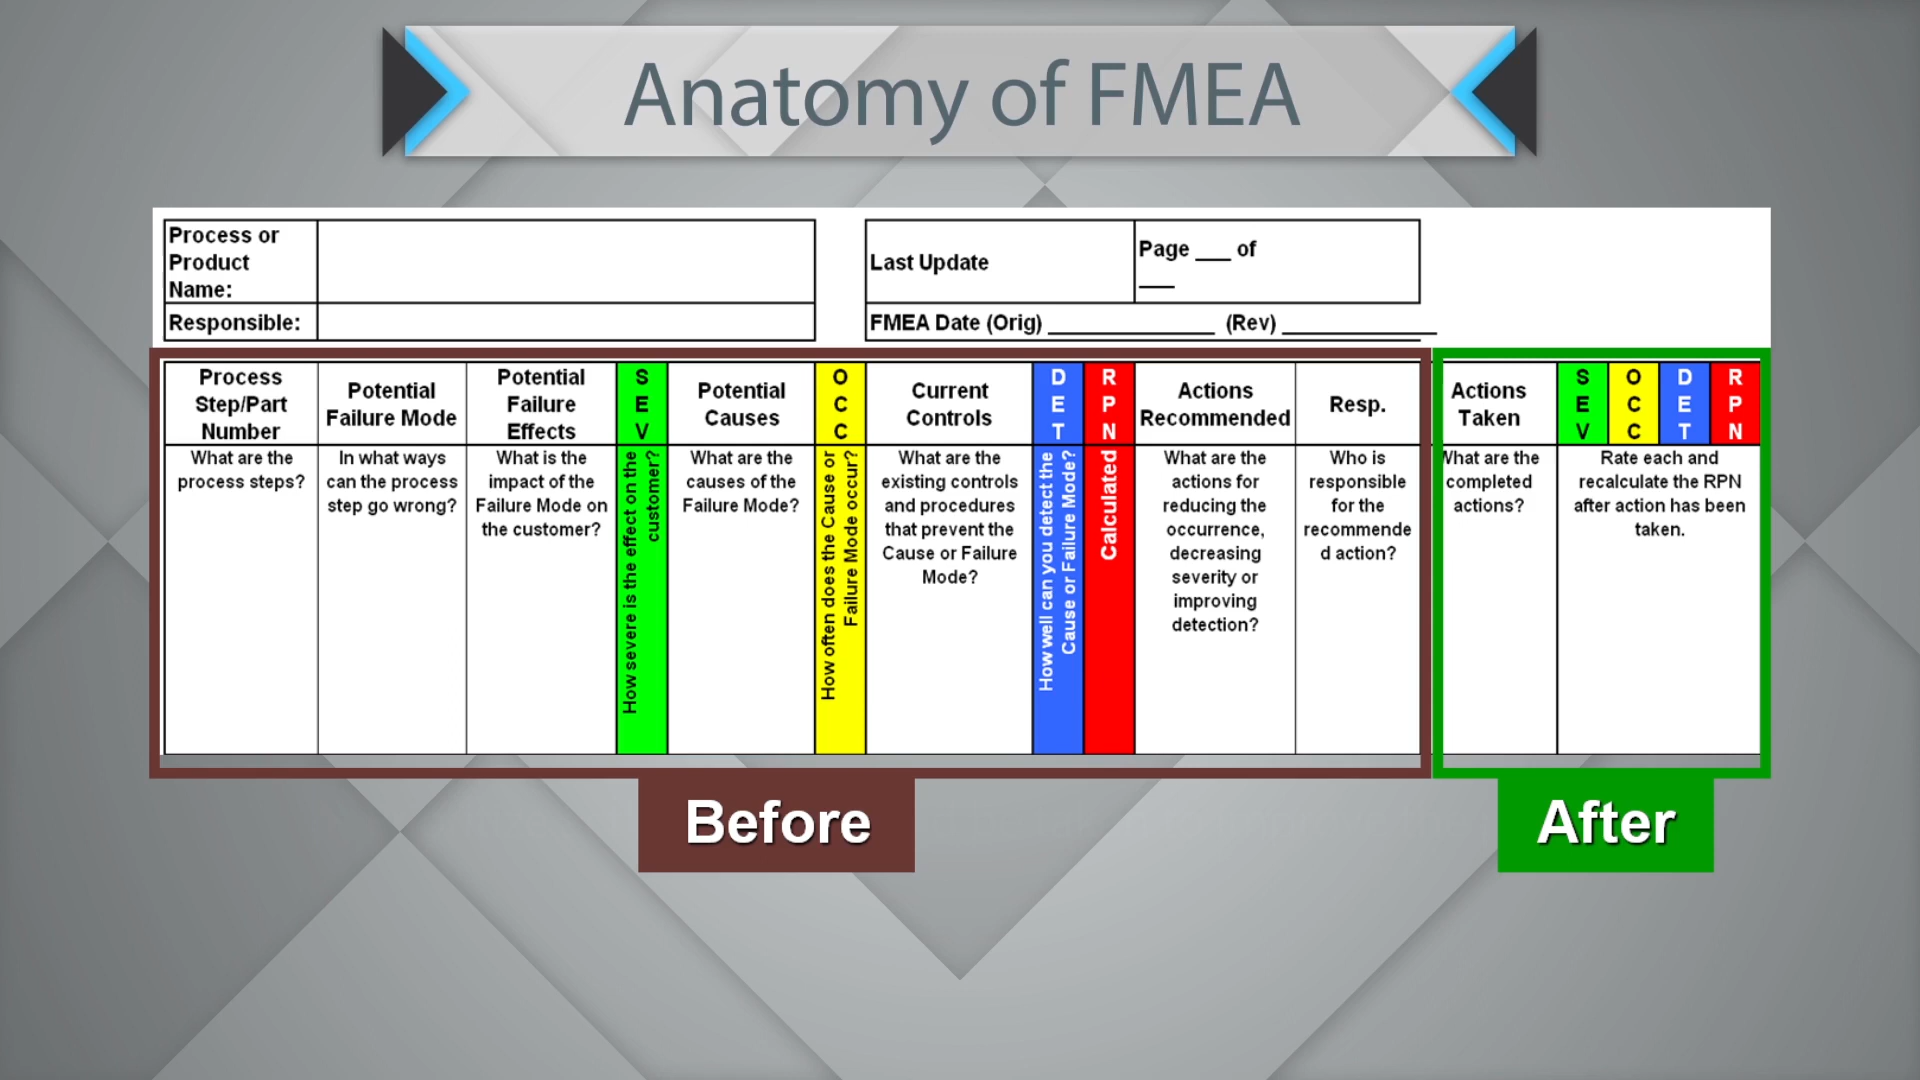 Anatomy of FMEA
Process or
Product
Name:
Responsible:
Last Update
Page ___ of
___
FMEA Date (Orig) ______________ (Rev) _____________
Process
Step/Part
Number
Potential
Failure Mode
Potential
Failure
Effects
S
E
V
Potential
Causes
O
C
C
Current
Controls
D
E
T
R
P
N
Actions
Recommended
Resp.
Actions
Taken
S
E
V
O
C
C
D
E
T
R
P
N
What are the
process steps?
In what ways
can the process
step go wrong?
What is the
impact of the
Failure Mode on
the customer?
How severe is the effect on the
customer?
What are the
causes of the
Failure Mode?
How often does the Cause or
Failure Mode occur?
What are the
existing controls
and procedures
that prevent the
Cause or Failure
Mode?
How well can you detect the
Cause or Failure Mode?
Calculated
What are the
actions for
reducing the
occurrence,
decreasing
severity or
improving
detection?
Who is
responsible
for the
recommende
d action?
What are the
completed
actions?
Rate each and
recalculate the RPN
after action has been
taken.
Before
After